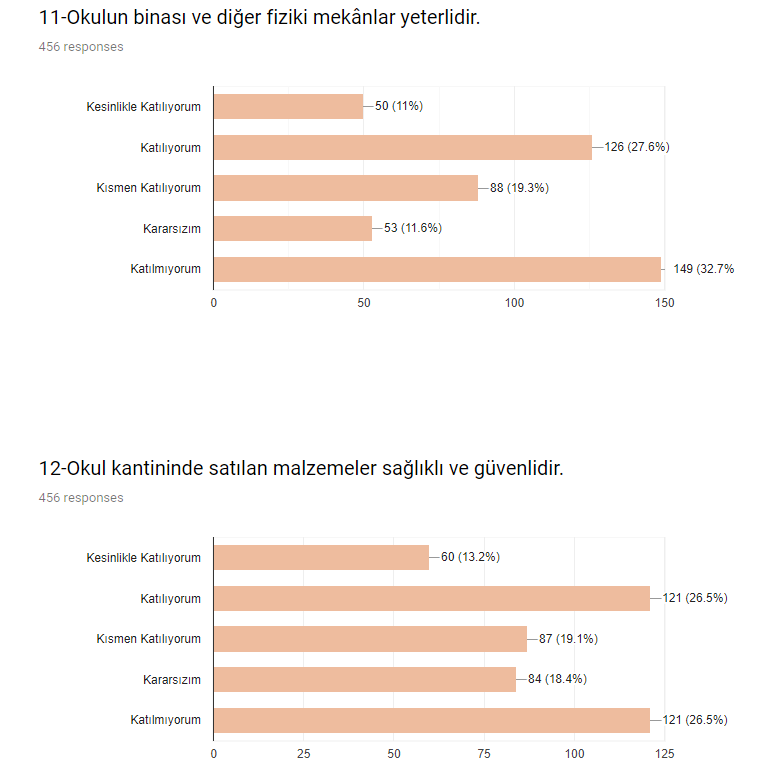 11-Okulun binası ve diğer fiziki mekânlar yeterlidir.
456 responses
Kesinlikle Katılıyorum 50 (11%)
Katılıyorum 126 (27.6%)
Kısmen Katılıyorum 88 (19.3%)
Kararsızım 53 (11.6%)
Katılmıyorum 149 (32.7%
0 50 100 150
12-Okul kantininde satılan malzemeler sağlıklı ve güvenlidir.
456 responses
Kesinlikle Katılıyorum 60 (13.2%)
Katılıyorum 121 (26.5%)
Kısmen Katılıyorum 87 (19.1%)
Kararsızım 84 (18.4%)
Katılmıyorum 121 (26.5%)
0 25 50 75 100 125